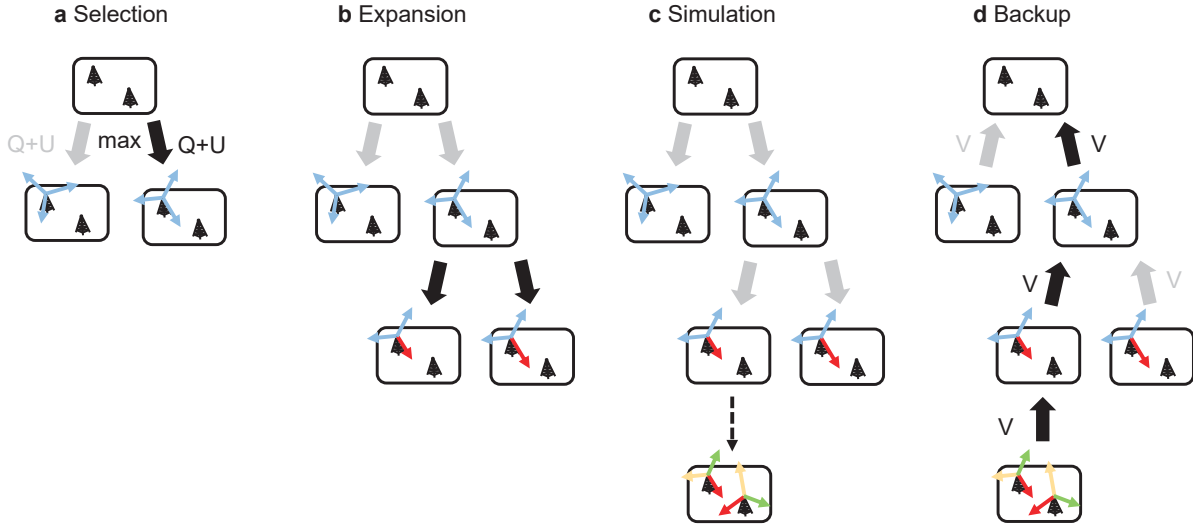 a Selection
b Expansion
c Simulation
d Backup
Q+U
max
Q+U
V
V
V
V
V